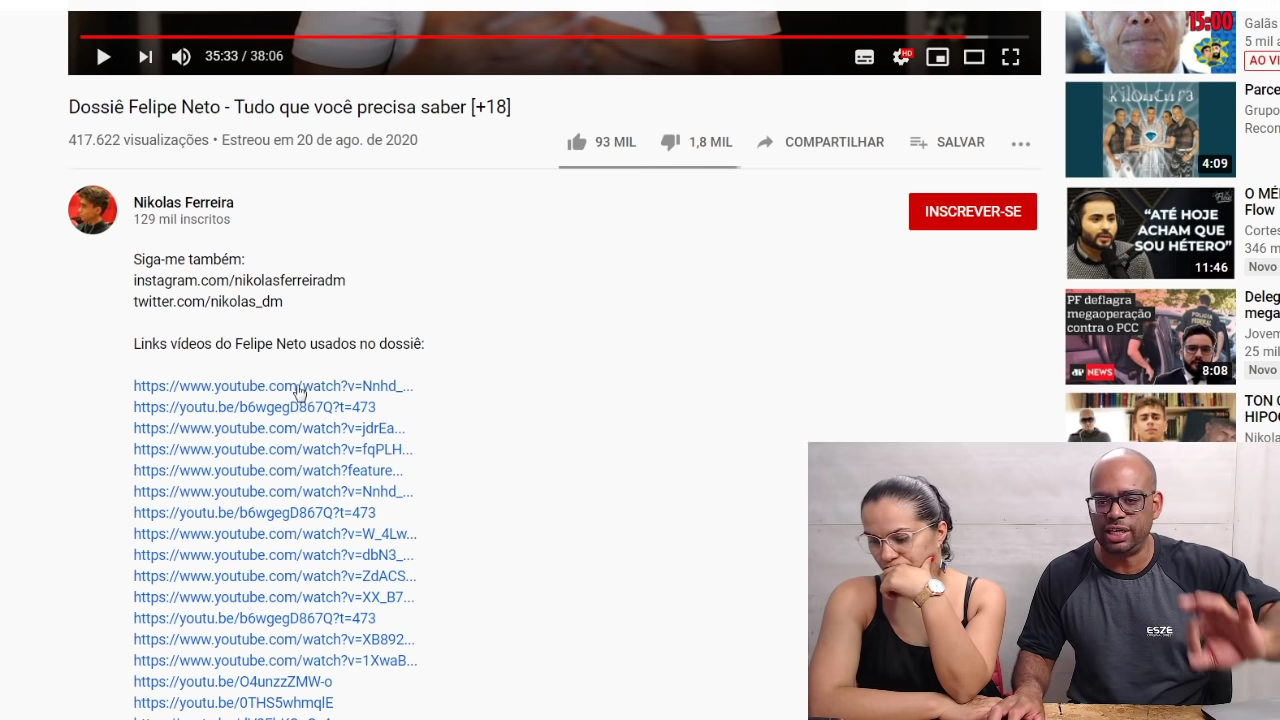 35:33 / 38:06
HD
Dossiê Felipe Neto - Tudo que você precisa saber [+18]
417.622 visualizações • Estreou em 20 de ago. de 2020
93 MIL
1,8 MIL
COMPARTILHAR
SALVAR
Nikolas Ferreira
129 mil inscritos
INSCREVER-SE
Siga-me também:
instagram.com/nikolasferreiradm
twitter.com/nikolas_dm
Links vídeos do Felipe Neto usados no dossiê:
https://www.youtube.com/watch?v=Nnhd_...
https://youtu.be/b6wgegD867Q?t=473
https://www.youtube.com/watch?v=jdrEa...
https://www.youtube.com/watch?v=fqPLH...
https://www.youtube.com/watch?feature...
https://www.youtube.com/watch?v=Nnhd_...
https://youtu.be/b6wgegD867Q?t=473
https://www.youtube.com/watch?v=W_4Lw...
https://www.youtube.com/watch?v=dbN3_...
https://www.youtube.com/watch?v=ZdACS...
https://www.youtube.com/watch?v=XX_B7...
https://youtu.be/b6wgegD867Q?t=473
https://www.youtube.com/watch?v=XB892...
https://www.youtube.com/watch?v=1XwaB...
https://youtu.be/O4unzzZMW-o
https://youtu.be/0THS5whmqlE
15:00
Galãs
5 mil a
AO VI
4:09
Parce
Grupo
Recon
Flow
"ATÉ HOJE
ACHAM QUE
SOU HÉTERO"
11:46
O MÉ
Flow
Cortes
346 m
Novo
PF deflagra
megaoperação
contra o PCC
POLICIA
FEDERAL
JP NEWS
8:08
Deleg
mega
Jovem
25 mil
Novo
TON C
HIPO
Nikola
ESZE